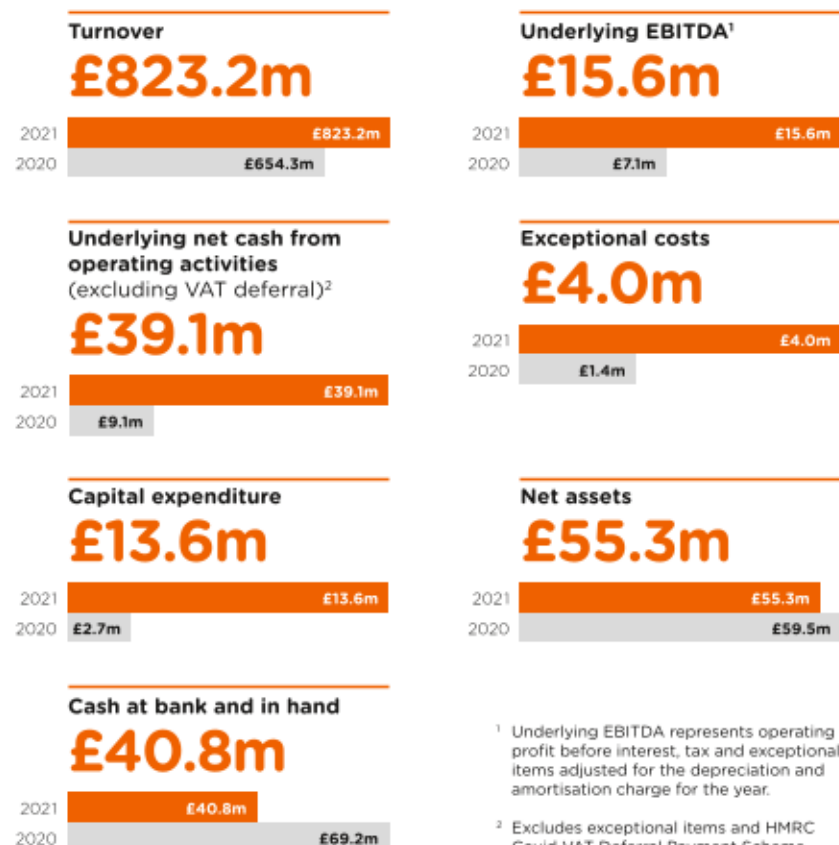 Turnover
£823.2m
2021 £823.2m
2020 £654.3m
Underlying EBITDA¹
£15.6m
2021 £15.6m
2020 £7.1m
Underlying net cash from
operating activities
(excluding VAT deferral)²
£39.1m
2021 £39.1m
2020 £9.1m
Exceptional costs
£4.0m
2021 £4.0m
2020 £1.4m
Capital expenditure
£13.6m
2021 £13.6m
2020 £2.7m
Net assets
£55.3m
2021 £55.3m
2020 £59.5m
Cash at bank and in hand
£40.8m
2021 £40.8m
2020 £69.2m
¹ Underlying EBITDA represents operating
profit before interest, tax and exceptional
items adjusted for the depreciation and
amortisation charge for the year.
² Excludes exceptional items and HMRC
Covid VAT Deferral Payment Scheme